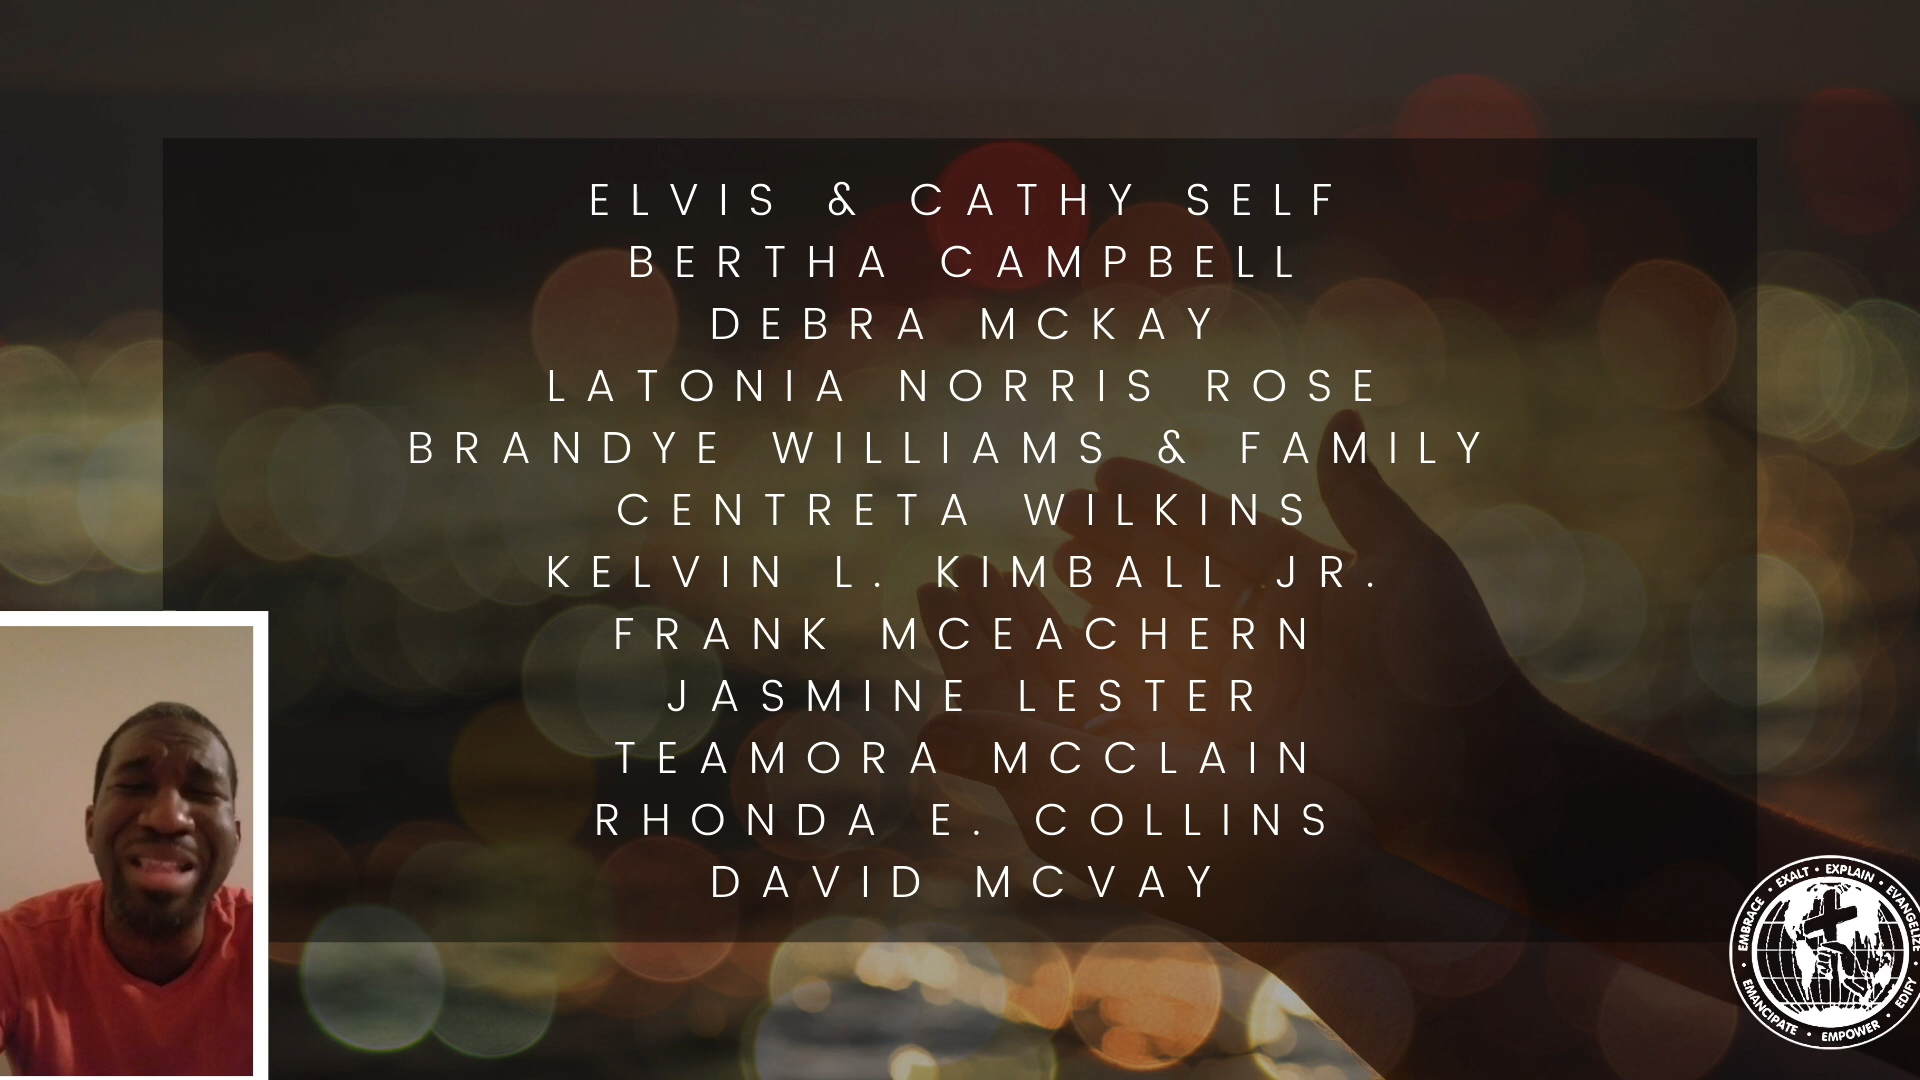 ELVIS & CATHY SELF
BERTHA CAMPBELL
DEBRA MCKAY
LATONIA NORRIS ROSE
BRANDYE WILLIAMS & FAMILY
CENTRETA WILKINS
KELVIN L. KIMBALL JR.
FRANK MCEACHERN
JASMINE LESTER
TEAMORA MCCLAIN
RHONDA E. COLLINS
DAVID MCVAY
EMBRACE • EXALT • EXPLAIN • EVANGELIZE • EDIFY • EMPOWER • EMANCIPATE •